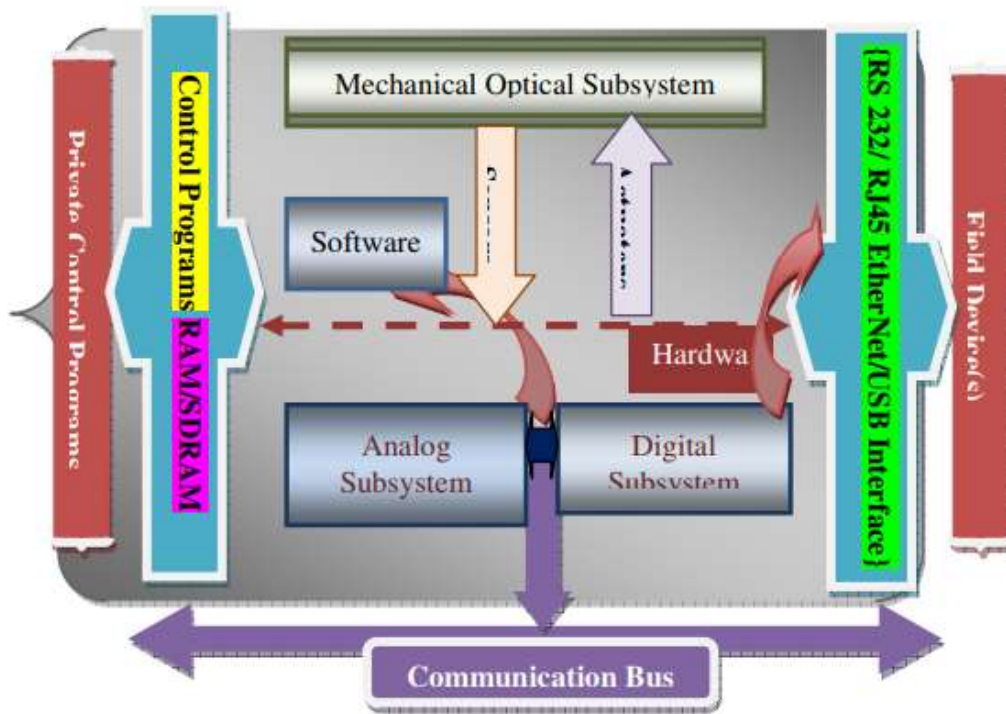 Mechanical Optical Subsystem
Private Control Programs
Control Programs
RAM/SDRAM
{RS 232/ RJ45 EtherNet/USB Interface}
Field Device(s)
Software
Hardwa
Analog
Subsystem
Digital
Subsystem
Communication Bus